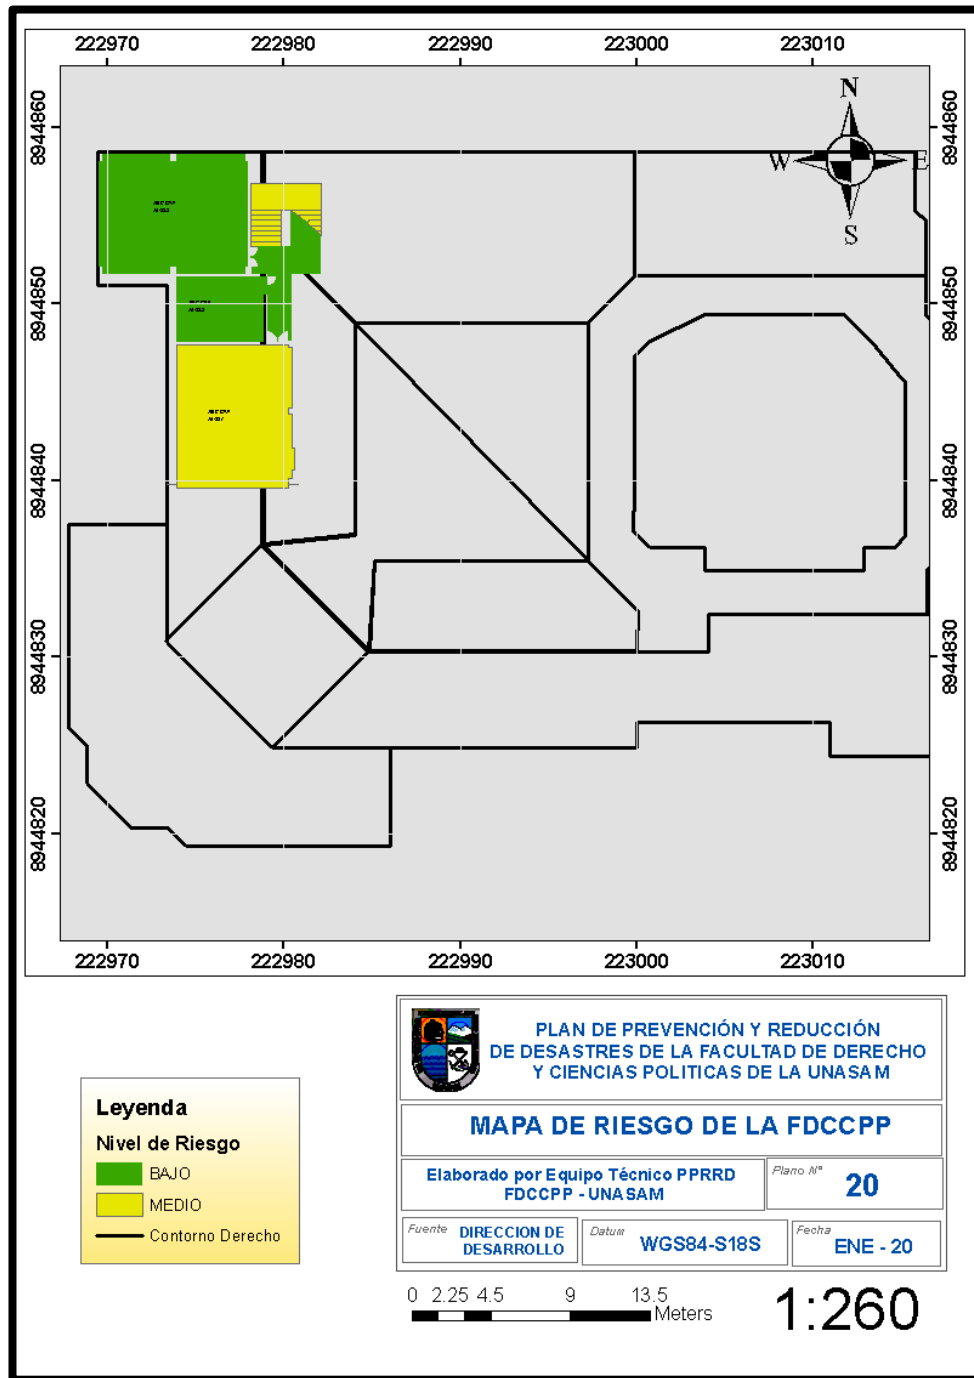 222970 222980 222990 223000 223010
8944860
8944850
8944840
8944830
8944820
N
W E
S
8944860
8944850
8944840
8944830
8944820
222970 222980 222990 223000 223010
Leyenda
Nivel de Riesgo
BAJO
MEDIO
Contorno Derecho
PLAN DE PREVENCIÓN Y REDUCCIÓN
DE DESASTRES DE LA FACULTAD DE DERECHO
Y CIENCIAS POLITICAS DE LA UNASAM
MAPA DE RIESGO DE LA FDCCPP
Elaborado por Equipo Técnico PPRRD
FDCCPP - UNASAM
Plano N°
20
Fuente DIRECCION DE
DESARROLLO
Datum WGS84-S18S
Fecha
ENE - 20
0 2.25 4.5 9 13.5
Meters
1:260